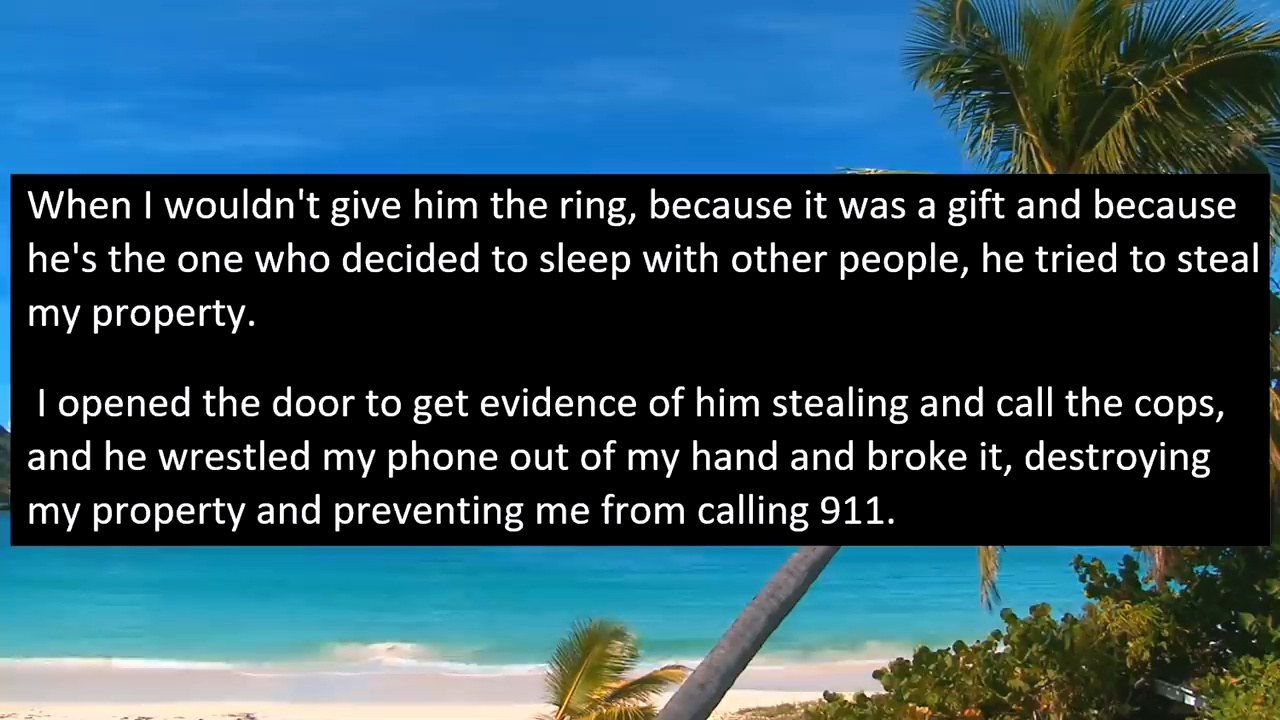 When I wouldn't give him the ring, because it was a gift and because
he's the one who decided to sleep with other people, he tried to steal
my property.
I opened the door to get evidence of him stealing and call the cops,
and he wrestled my phone out of my hand and broke it, destroying
my property and preventing me from calling 911.